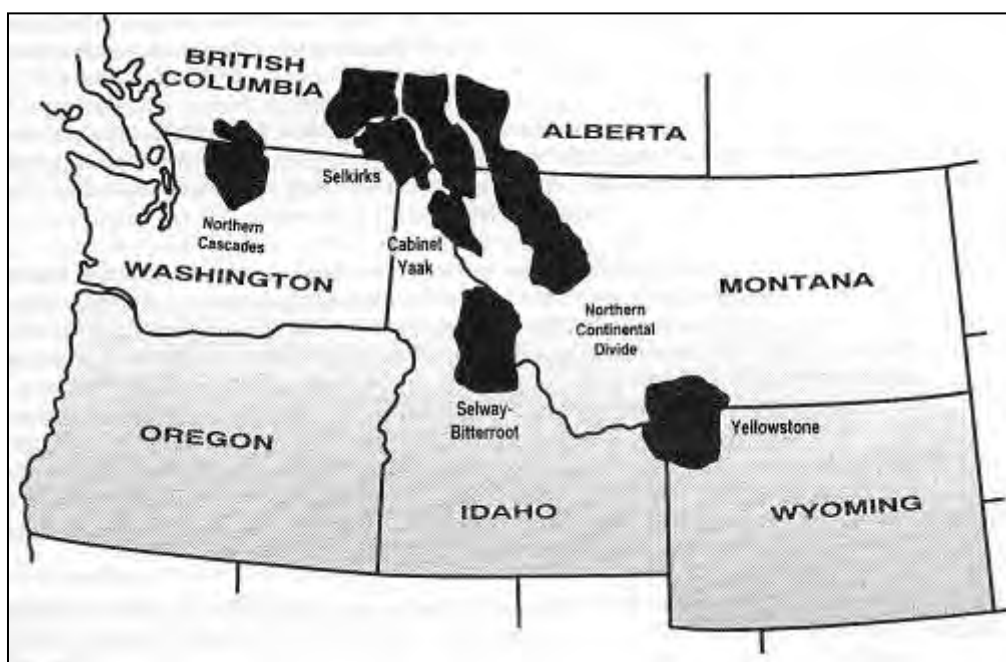 BRITISH
COLUMBIA
ALBERTA
Selkirks
Northern
Cascades
Cabinet
Yaak
WASHINGTON
MONTANA
Northern
Continental
Divide
Selway-
Bitterroot
Yellowstone
OREGON
IDAHO
WYOMING